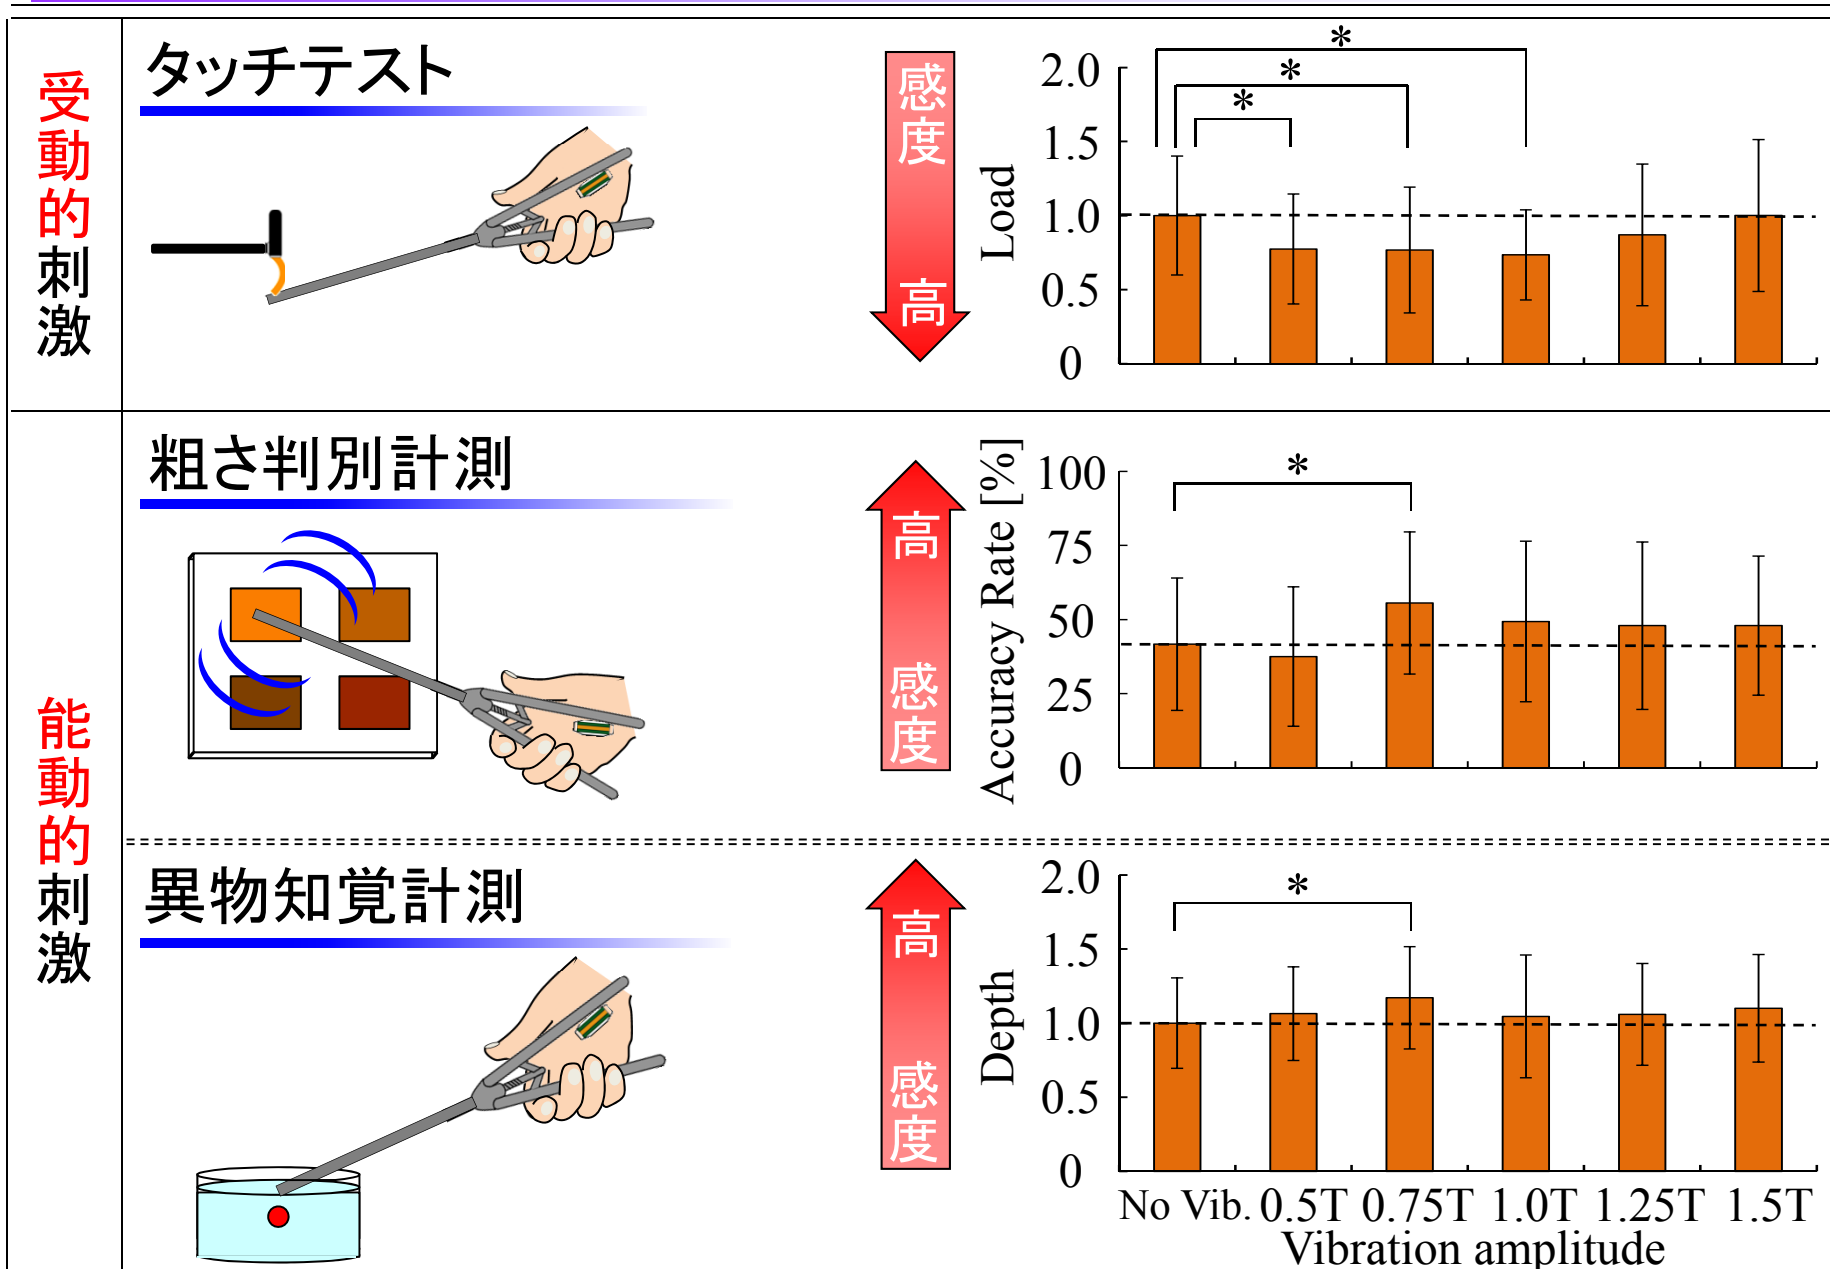 受動的刺激
タッチテスト
感度 高
Load
2.0
1.5
1.0
0.5
0
*
*
*
能動的刺激
粗さ判別計測
高 感度
Accuracy Rate [%]
100
75
50
25
0
*
異物知覚計測
高 感度
Depth
2.0
1.5
1.0
0.5
0
*
No Vib. 0.5T 0.75T 1.0T 1.25T 1.5T
Vibration amplitude